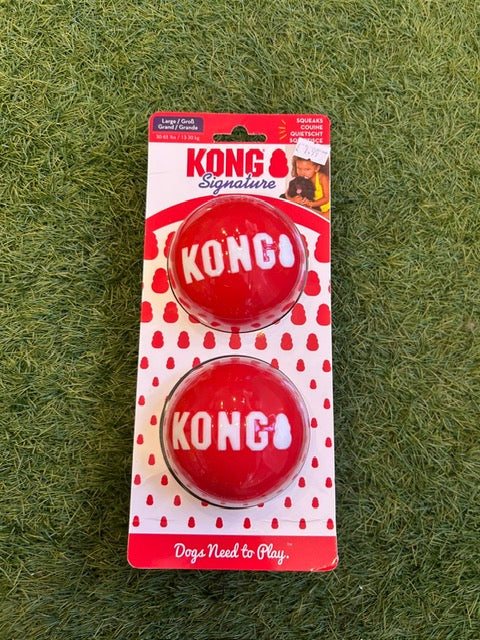 Large / Groß
Grand / Grande
30-65 lbs / 13-30 kg
SQUEAKS
COUINE
QUIETSCHT
KONG
Signature
KONG
KONG
Dogs Need to Play.™